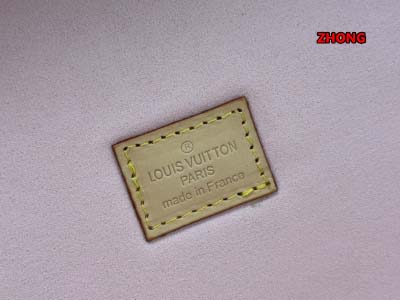 ZHONG
®
LOUIS VUITTON
PARIS
made in France